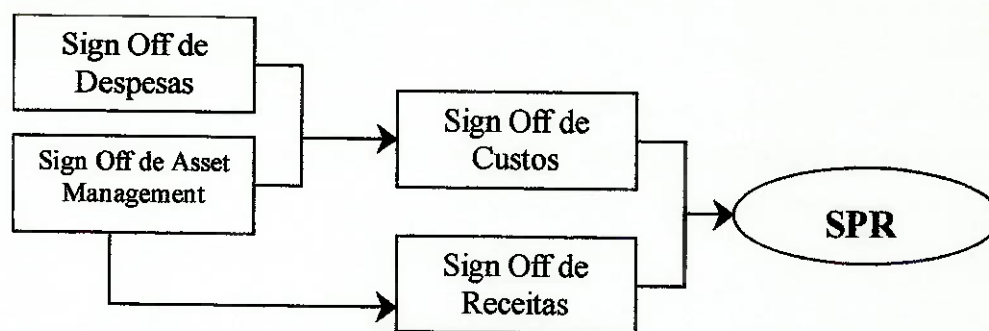 Sign Off de
Despesas
Sign Off de Asset
Management
Sign Off de
Custos
Sign Off de
Receitas
SPR